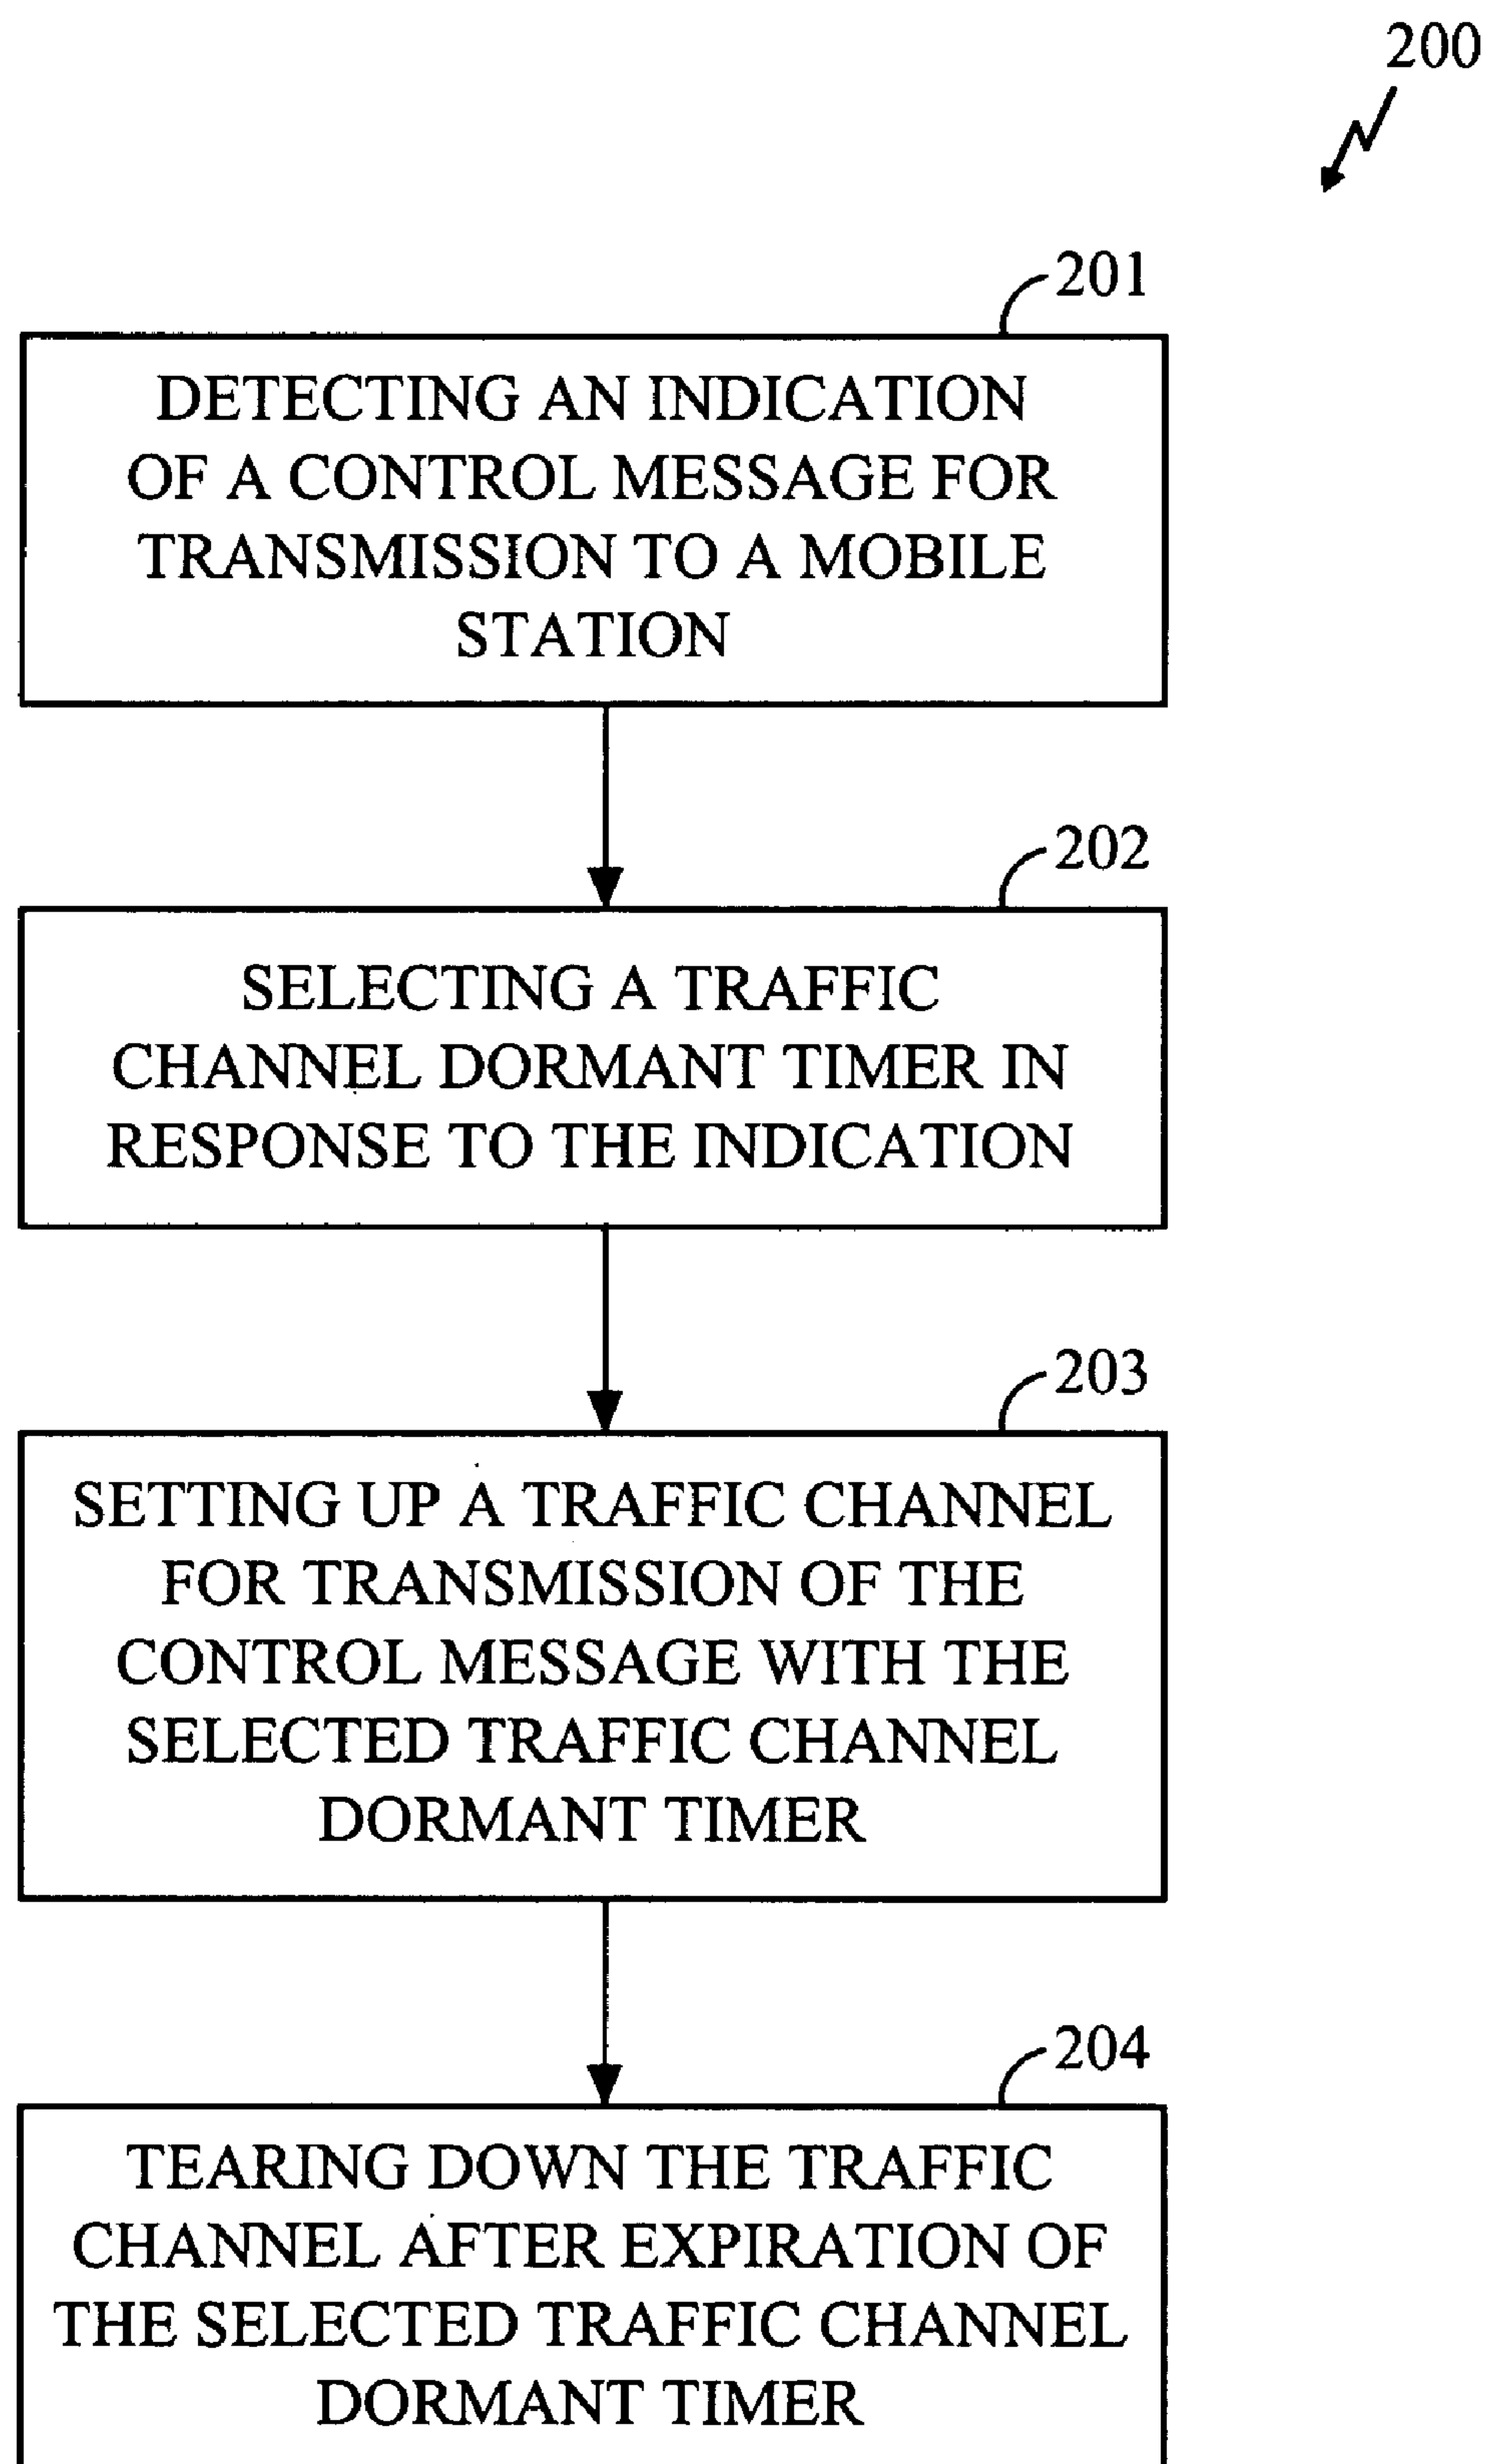 200
201
DETECTING AN INDICATION
OF A CONTROL MESSAGE FOR
TRANSMISSION TO A MOBILE
STATION
202
SELECTING A TRAFFIC
CHANNEL DORMANT TIMER IN
RESPONSE TO THE INDICATION
203
SETTING UP A TRAFFIC CHANNEL
FOR TRANSMISSION OF THE
CONTROL MESSAGE WITH THE
SELECTED TRAFFIC CHANNEL
DORMANT TIMER
204
TEARING DOWN THE TRAFFIC
CHANNEL AFTER EXPIRATION OF
THE SELECTED TRAFFIC CHANNEL
DORMANT TIMER